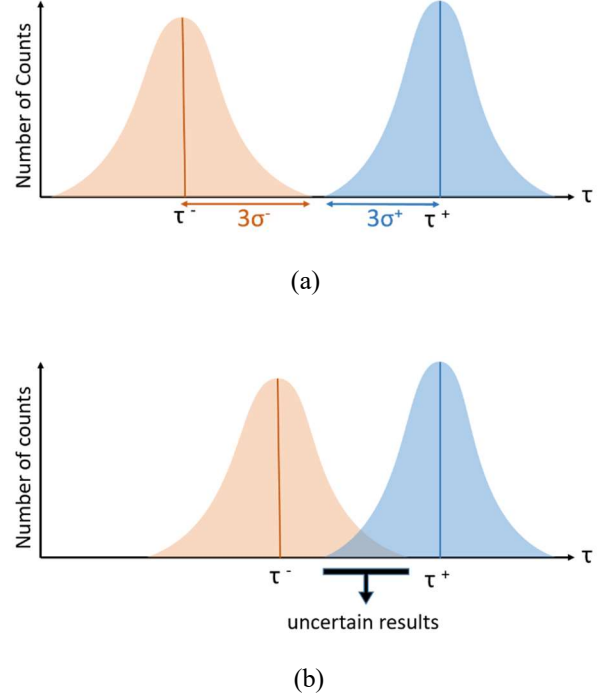 Number of Counts
τ⁻
3σ⁻
3σ⁺
τ⁺
τ
(a)
Number of counts
τ⁻
τ⁺
τ
uncertain results
(b)